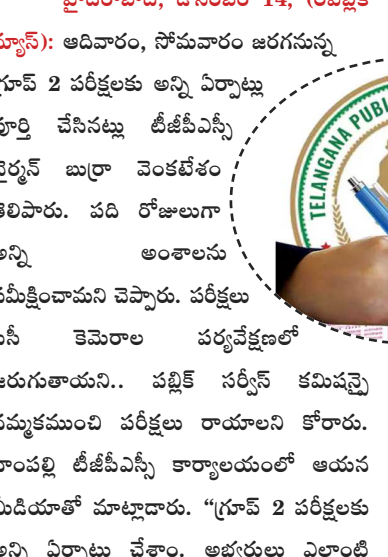 హైదరాబాద్, డిసెంబర్ 14, (రిపబ్లిక్
న్యూస్): ఆదివారం, సోమవారం జరగనున్న
గ్రూప్ 2 పరీక్షలకు అన్ని ఏర్పాట్లు
పూర్తి చేసినట్లు టీజీపీఎస్సీ
చైర్మన్ బుర్రా వెంకటేశం
తెలిపారు. పది రోజులుగా
అన్ని అంశాలను
సమీక్షించామని చెప్పారు. పరీక్షలు
సీసీ కెమెరాల పర్యవేక్షణలో
జరుగుతాయని.. పబ్లిక్ సర్వీస్ కమిషన్పై
నమ్మకముంచి పరీక్షలు రాయాలని కోరారు.
నాంపల్లి టీజీపీఎస్సీ కార్యాలయంలో ఆయన
మీడియాతో మాట్లాడారు. "గ్రూప్ 2 పరీక్షలకు
అన్ని ఏర్పాట్లు చేశాం. అభ్యర్థులు ఎలాంటి
TELANGANA PUBL